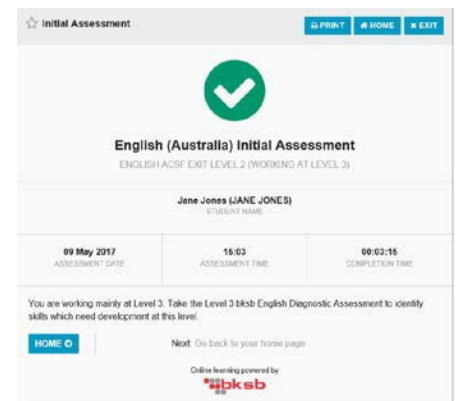 Initial Assessment
PRINT HOME EXIT
English (Australia) Initial Assessment
ENGLISH ACSF EXIT LEVEL 2 (WORKING AT LEVEL 3)
Jane Jones (JANE JONES)
STUDENT NAME
09 May 2017 15:03 00:03:15
ASSESSMENT DATE ASSESSMENT TIME COMPLETION TIME
You are working mainly at Level 3. Take the Level 3 bksb English Diagnostic Assessment to identify
skills which need development at this level.
HOME Next: Go back to your home page
Online learning powered by
bksb